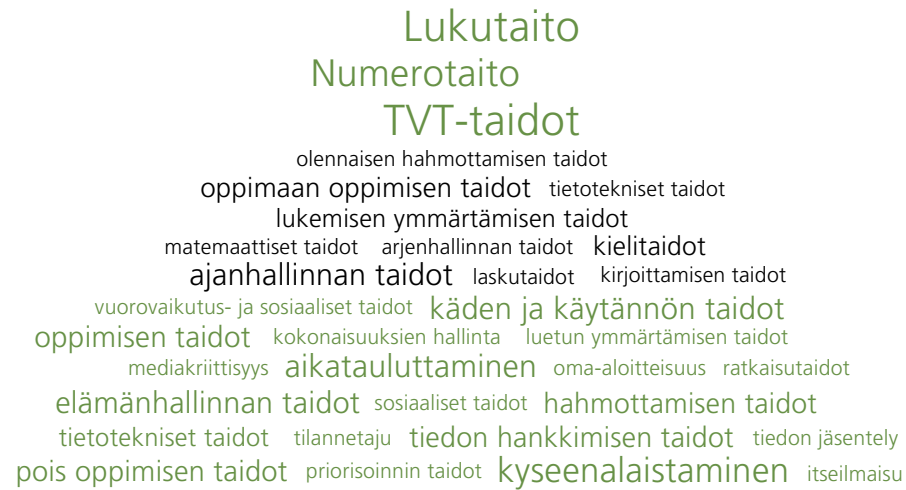 Lukutaito
Numerotaito
TVT-taidot
olennaisen hahmottamisen taidot
oppimaan oppimisen taidot tietotekniset taidot
lukemisen ymmärtämisen taidot
matemaattiset taidot arjenhallinnan taidot kielitaidot
ajanhallinnan taidot laskutaidot kirjoittamisen taidot
vuorovaikutus- ja sosiaaliset taidot käden ja käytännön taidot
oppimisen taidot kokonaisuuksien hallinta luetun ymmärtämisen taidot
mediakriittisyys aikatauluttaminen oma-aloitteisuus ratkaisutaidot
elämänhallinnan taidot sosiaaliset taidot hahmottamisen taidot
tietotekniset taidot tilannetaju tiedon hankkimisen taidot tiedon jäsentely
pois oppimisen taidot priorisoinnin taidot kyseenalaistaminen itseilmaisu